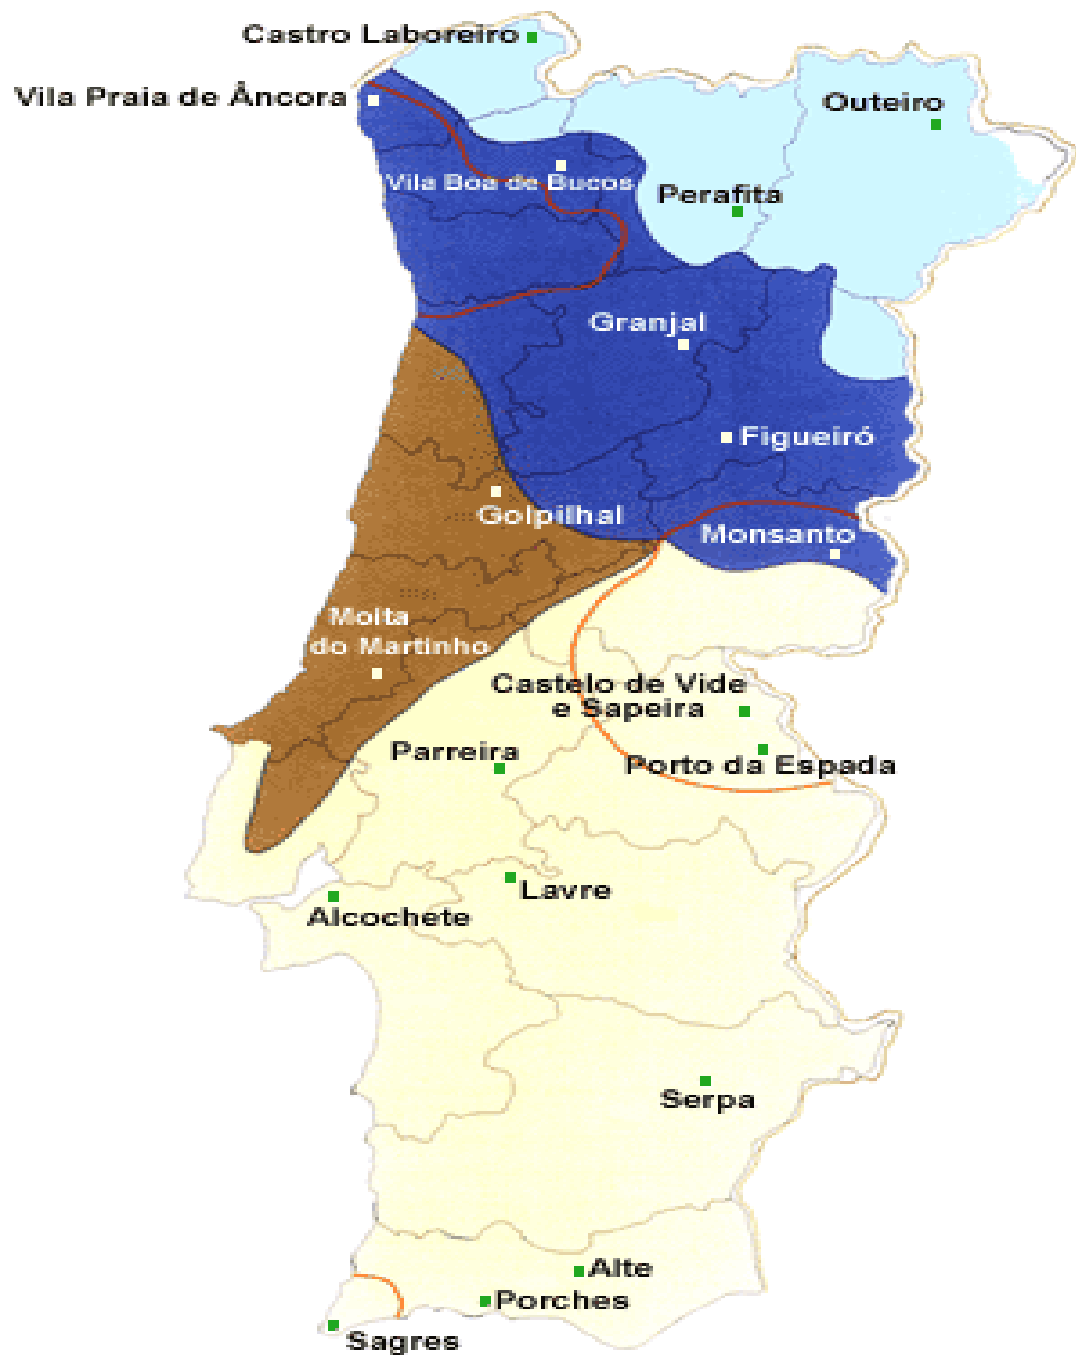 Castro Laboreiro
Vila Praia de Âncora
Outeiro
Vila Boa de Bucos
Perafita
Granjal
Figueiró
Golpilhal
Monsanto
Moita
do Martinho
Castelo de Vide
e Sapeira
Parreira
Porto da Espada
Lavre
Alcochete
Serpa
Alte
Porches
Sagres